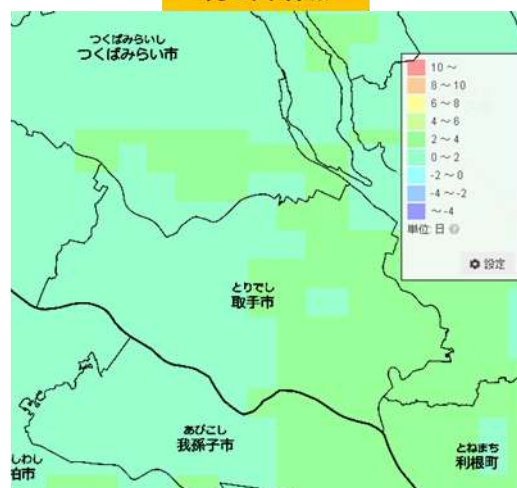 つくばみらいし
つくばみらい市
10 ～
8 ～ 10
6 ～ 8
4 ～ 6
2 ～ 4
0 ～ 2
-2 ～ 0
-4 ～ -2
～ -4
単位: 日
設定
とりでし
取手市
あびこし
我孫子市
しわし
柏市
とねまち
利根町